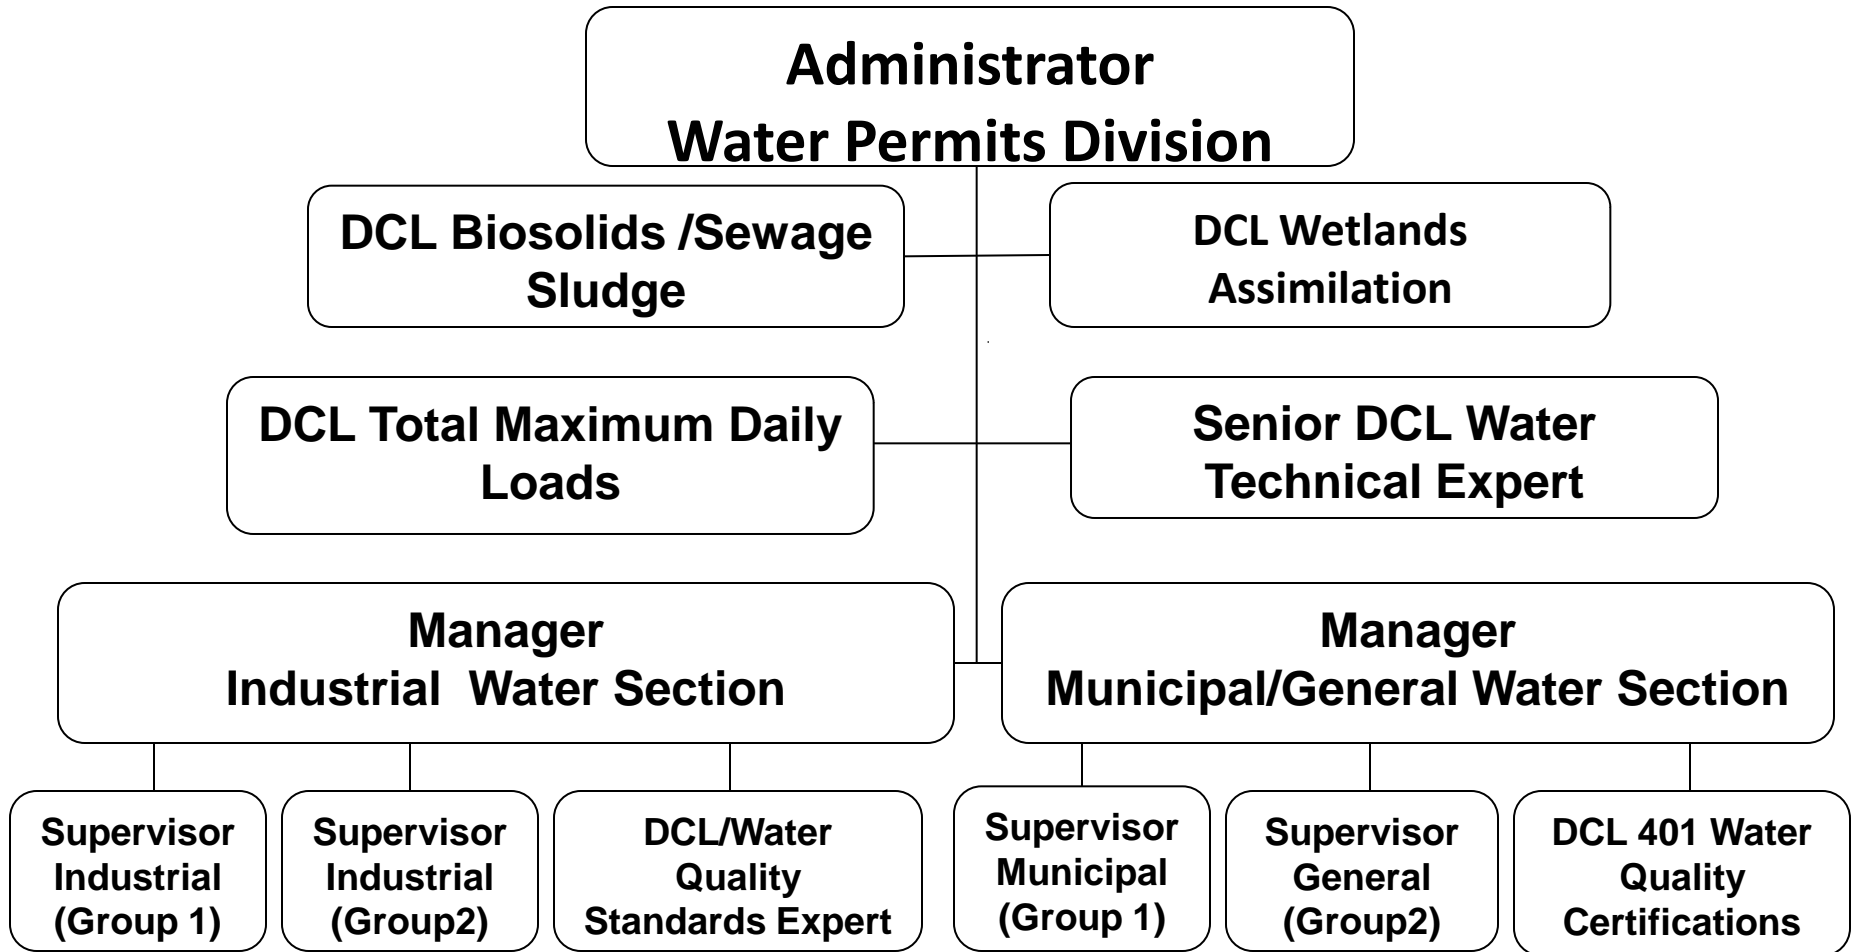 Administrator
Water Permits Division
DCL Biosolids /Sewage
Sludge
DCL Wetlands
Assimilation
DCL Total Maximum Daily
Loads
Senior DCL Water
Technical Expert
Manager
Industrial  Water Section
Manager
Municipal/General Water Section
Supervisor
Industrial
(Group 1)
Supervisor
Industrial
(Group2)
DCL/Water
Quality
Standards Expert
Supervisor
Municipal
(Group 1)
Supervisor
General
(Group2)
DCL 401 Water
Quality
Certifications